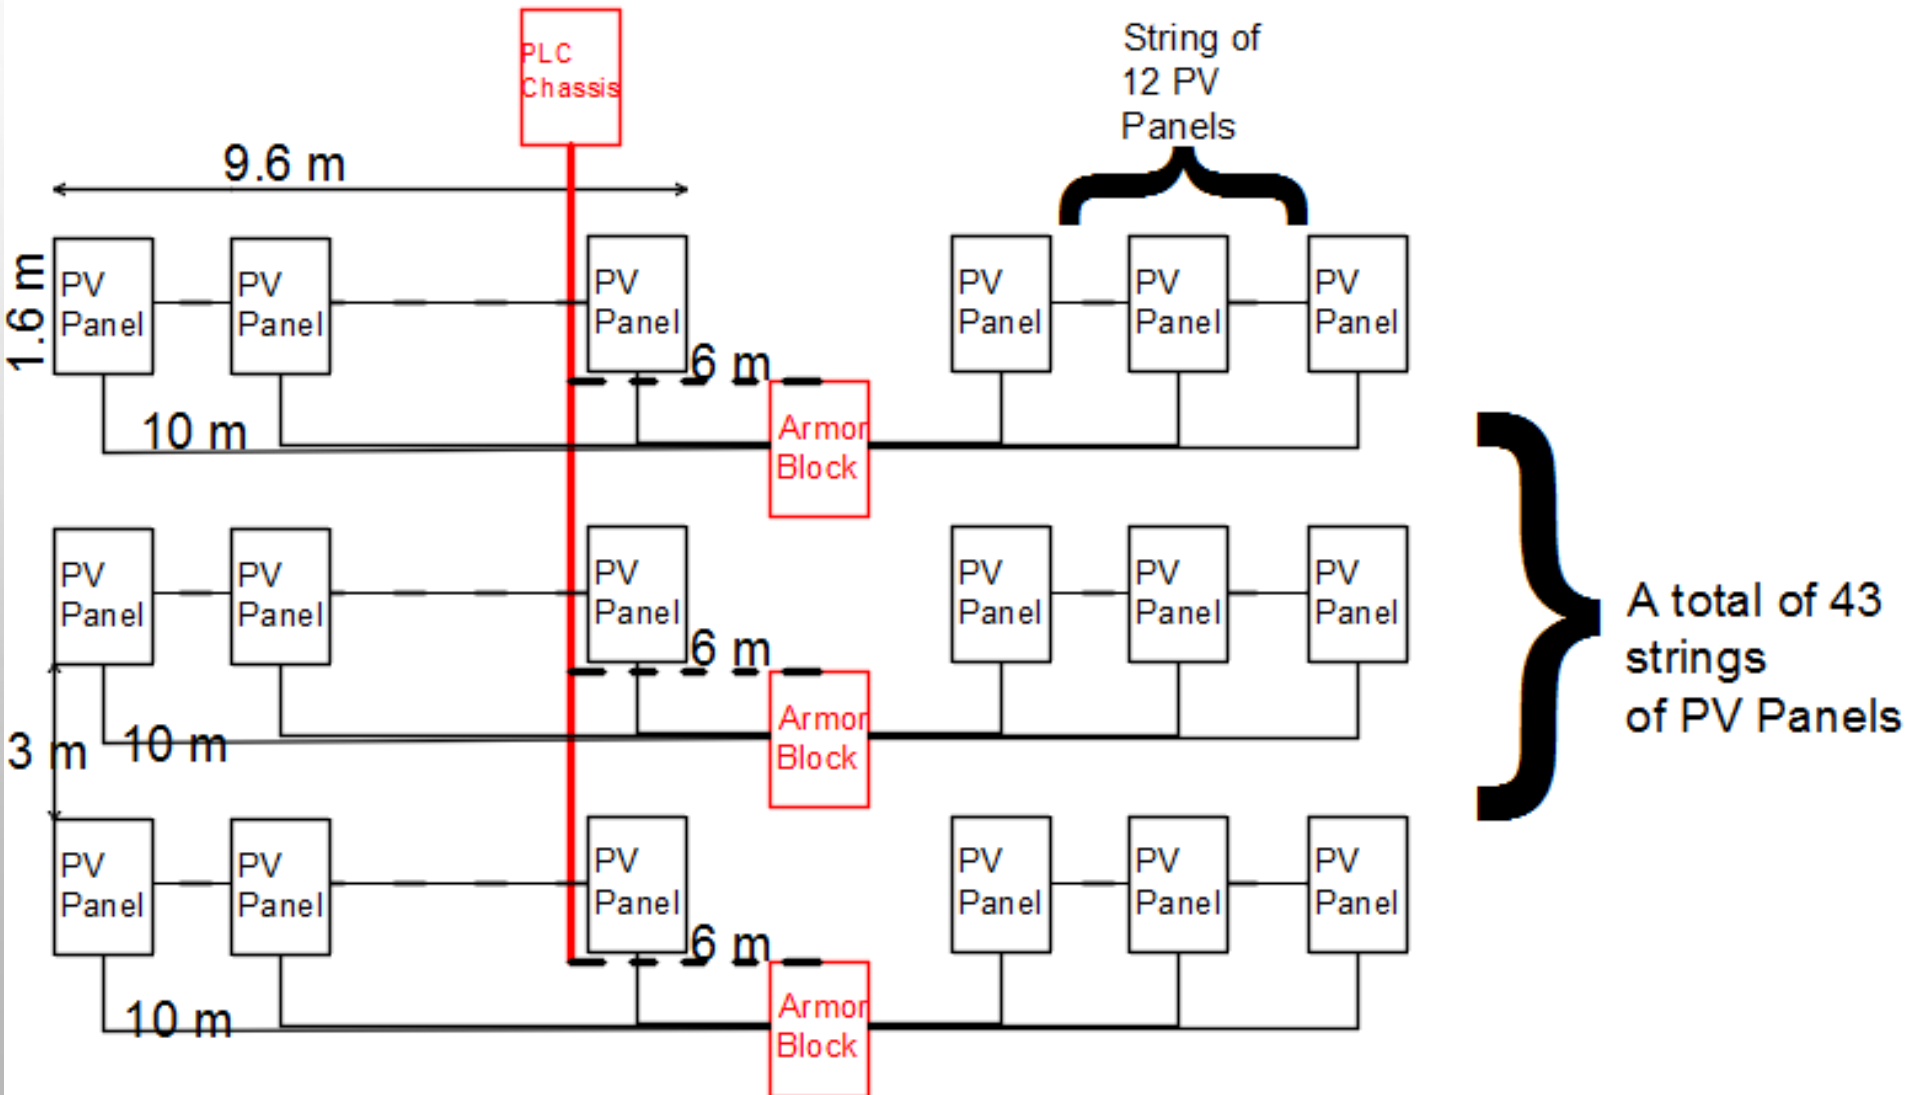 PLC
Chassis
String of
12 PV
Panels
9.6 m
1.6 m
PV
Panel
PV
Panel
PV
Panel
PV
Panel
PV
Panel
PV
Panel
6 m
10 m
Armor
Block
PV
Panel
PV
Panel
PV
Panel
PV
Panel
PV
Panel
PV
Panel
A total of 43
strings
of PV Panels
6 m
3 m
10 m
Armor
Block
PV
Panel
PV
Panel
PV
Panel
PV
Panel
PV
Panel
PV
Panel
6 m
10 m
Armor
Block